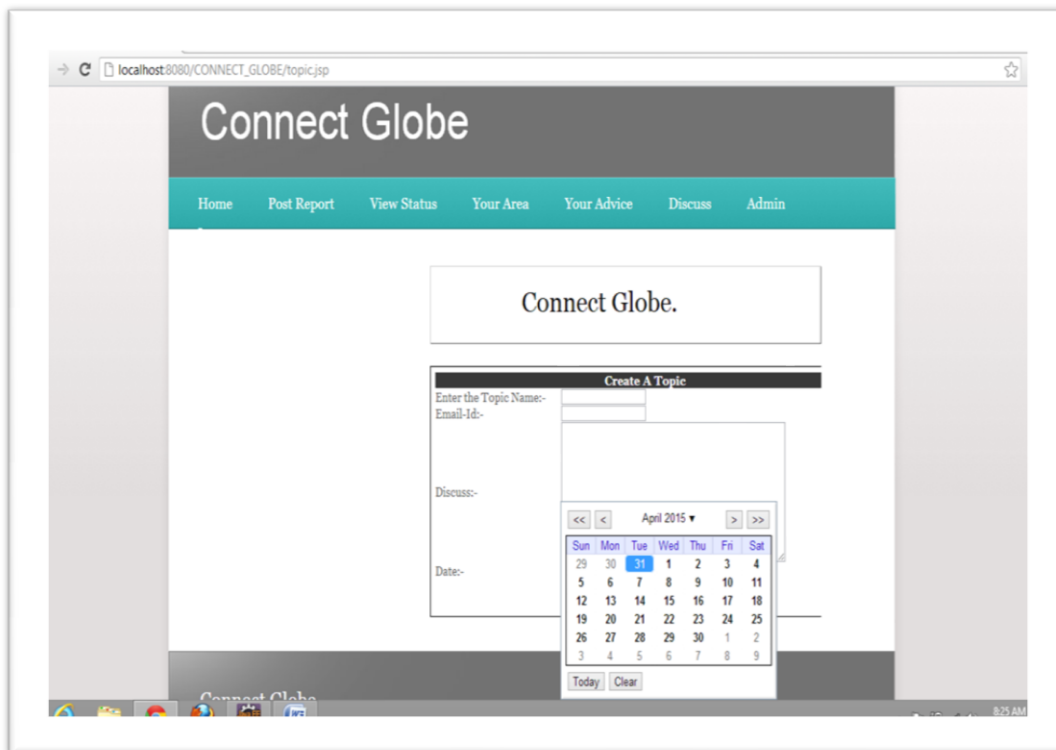 localhost:8080/CONNECT_GLOBE/topic.jsp
Connect Globe
Home Post Report View Status Your Area Your Advice Discuss Admin
Connect Globe.
Create A Topic
Enter the Topic Name:-
Email-Id:-
Discuss:-
<< < April 2015 ▼ > >>
Sun Mon Tue Wed Thu Fri Sat
29 30 31 1 2 3 4
Date:-
5 6 7 8 9 10 11
12 13 14 15 16 17 18
19 20 21 22 23 24 25
26 27 28 29 30 1 2
3 4 5 6 7 8 9
Today Clear
Connect Globe
8:25 AM